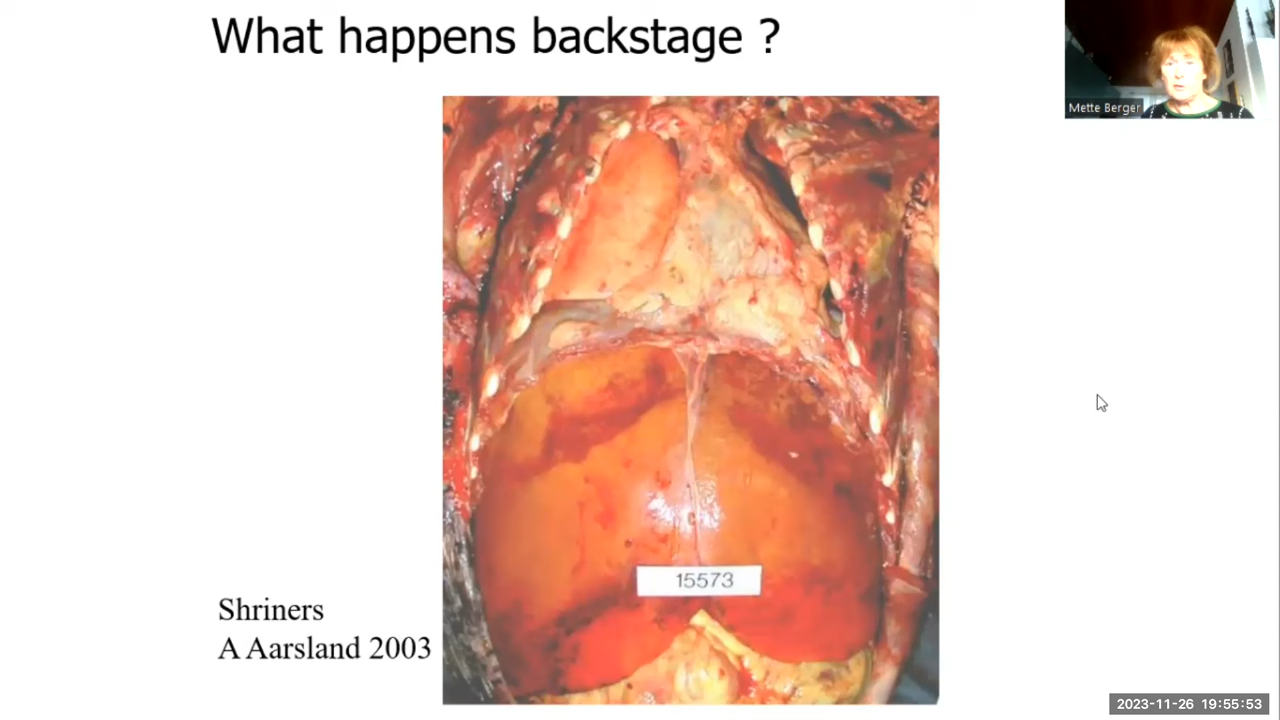 What happens backstage ?
Mette Berger
15573
Shriners
A Aarsland 2003
2023-11-26 19:55:53